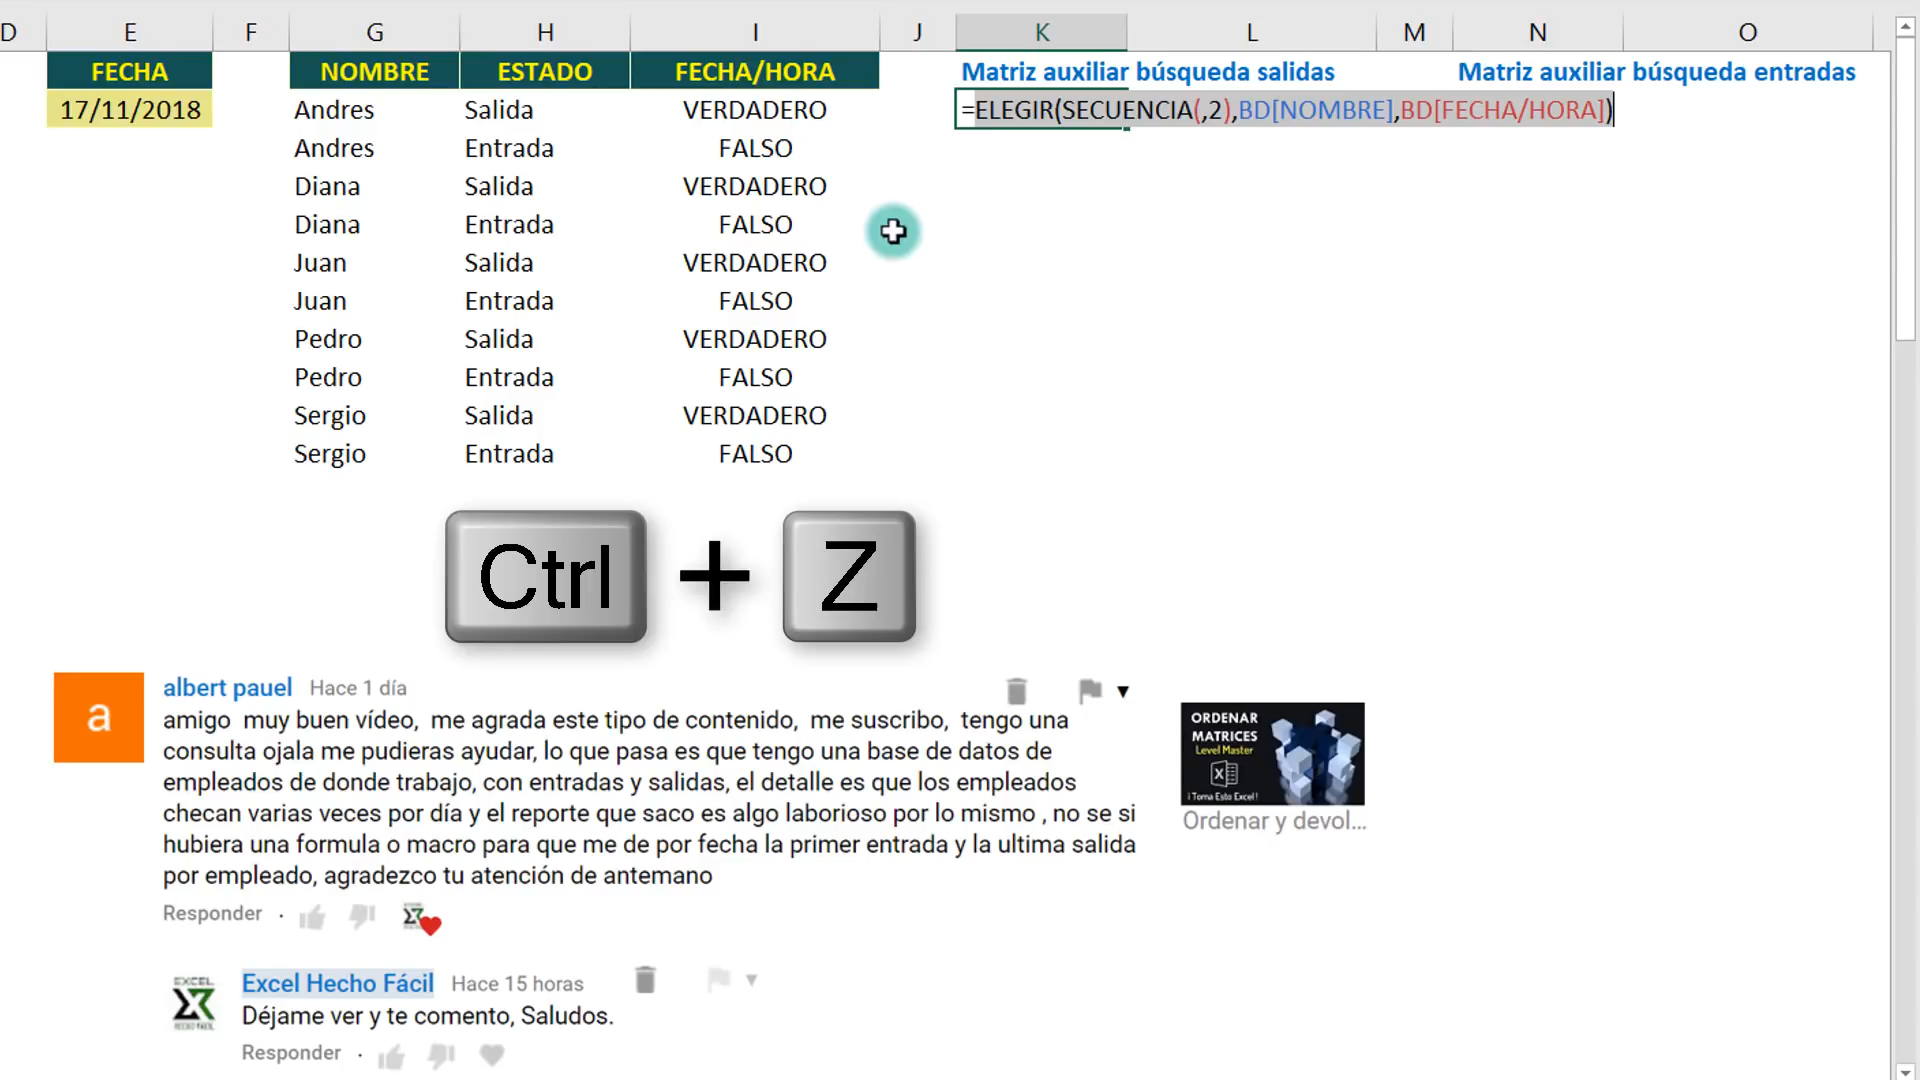 D E F G H I J K L M N O
FECHA NOMBRE ESTADO FECHA/HORA Matriz auxiliar búsqueda salidas Matriz auxiliar búsqueda entradas
17/11/2018 Andres Salida VERDADERO =ELEGIR(SECUENCIA(,2),BD[NOMBRE],BD[FECHA/HORA])
Andres Entrada FALSO
Diana Salida VERDADERO
Diana Entrada FALSO
Juan Salida VERDADERO
Juan Entrada FALSO
Pedro Salida VERDADERO
Pedro Entrada FALSO
Sergio Salida VERDADERO
Sergio Entrada FALSO
Ctrl + Z
a
albert pauel Hace 1 día
amigo muy buen vídeo, me agrada este tipo de contenido, me suscribo, tengo una
consulta ojala me pudieras ayudar, lo que pasa es que tengo una base de datos de
empleados de donde trabajo, con entradas y salidas, el detalle es que los empleados
checan varias veces por día y el reporte que saco es algo laborioso por lo mismo , no se si
hubiera una formula o macro para que me de por fecha la primer entrada y la ultima salida
por empleado, agradezco tu atención de antemano
Responder ·
ORDENAR
MATRICES
Level Master
X
¡ Toma Esto Excel !
Ordenar y devol...
EXCEL
HECHO FÁCIL
Excel Hecho Fácil Hace 15 horas
Déjame ver y te comento, Saludos.
Responder ·